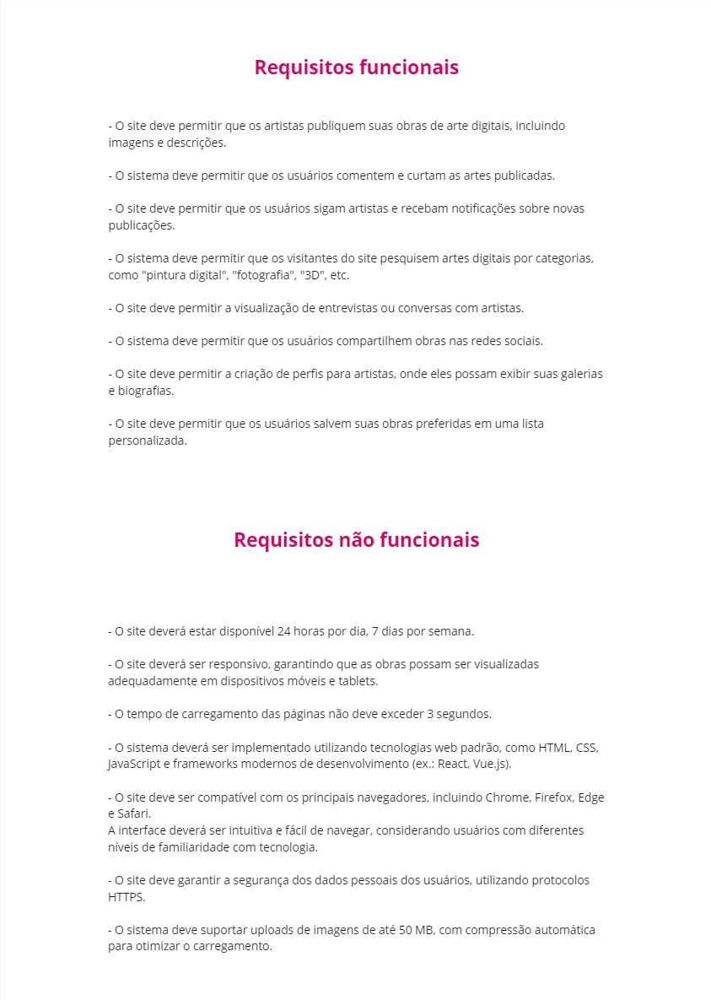 Requisitos funcionais
- O site deve permitir que os artistas publiquem suas obras de arte digitais, incluindo
imagens e descrições.
- O sistema deve permitir que os usuários comentem e curtam as artes publicadas.
- O site deve permitir que os usuários sigam artistas e recebam notificações sobre novas
publicações.
- O sistema deve permitir que os visitantes do site pesquisem artes digitais por categorias,
como "pintura digital", "fotografia", "3D", etc.
- O site deve permitir a visualização de entrevistas ou conversas com artistas.
- O sistema deve permitir que os usuários compartilhem obras nas redes sociais.
- O site deve permitir a criação de perfis para artistas, onde eles possam exibir suas galerias
e biografias.
- O site deve permitir que os usuários salvem suas obras preferidas em uma lista
personalizada.
Requisitos não funcionais
- O site deverá estar disponível 24 horas por dia, 7 dias por semana.
- O site deverá ser responsivo, garantindo que as obras possam ser visualizadas
adequadamente em dispositivos móveis e tablets.
- O tempo de carregamento das páginas não deve exceder 3 segundos.
- O sistema deverá ser implementado utilizando tecnologias web padrão, como HTML, CSS,
JavaScript e frameworks modernos de desenvolvimento (ex.: React, Vue.js).
- O site deve ser compatível com os principais navegadores, incluindo Chrome, Firefox, Edge
e Safari.
A interface deverá ser intuitiva e fácil de navegar, considerando usuários com diferentes
níveis de familiaridade com tecnologia.
- O site deve garantir a segurança dos dados pessoais dos usuários, utilizando protocolos
HTTPS.
- O sistema deve suportar uploads de imagens de até 50 MB, com compressão automática
para otimizar o carregamento.